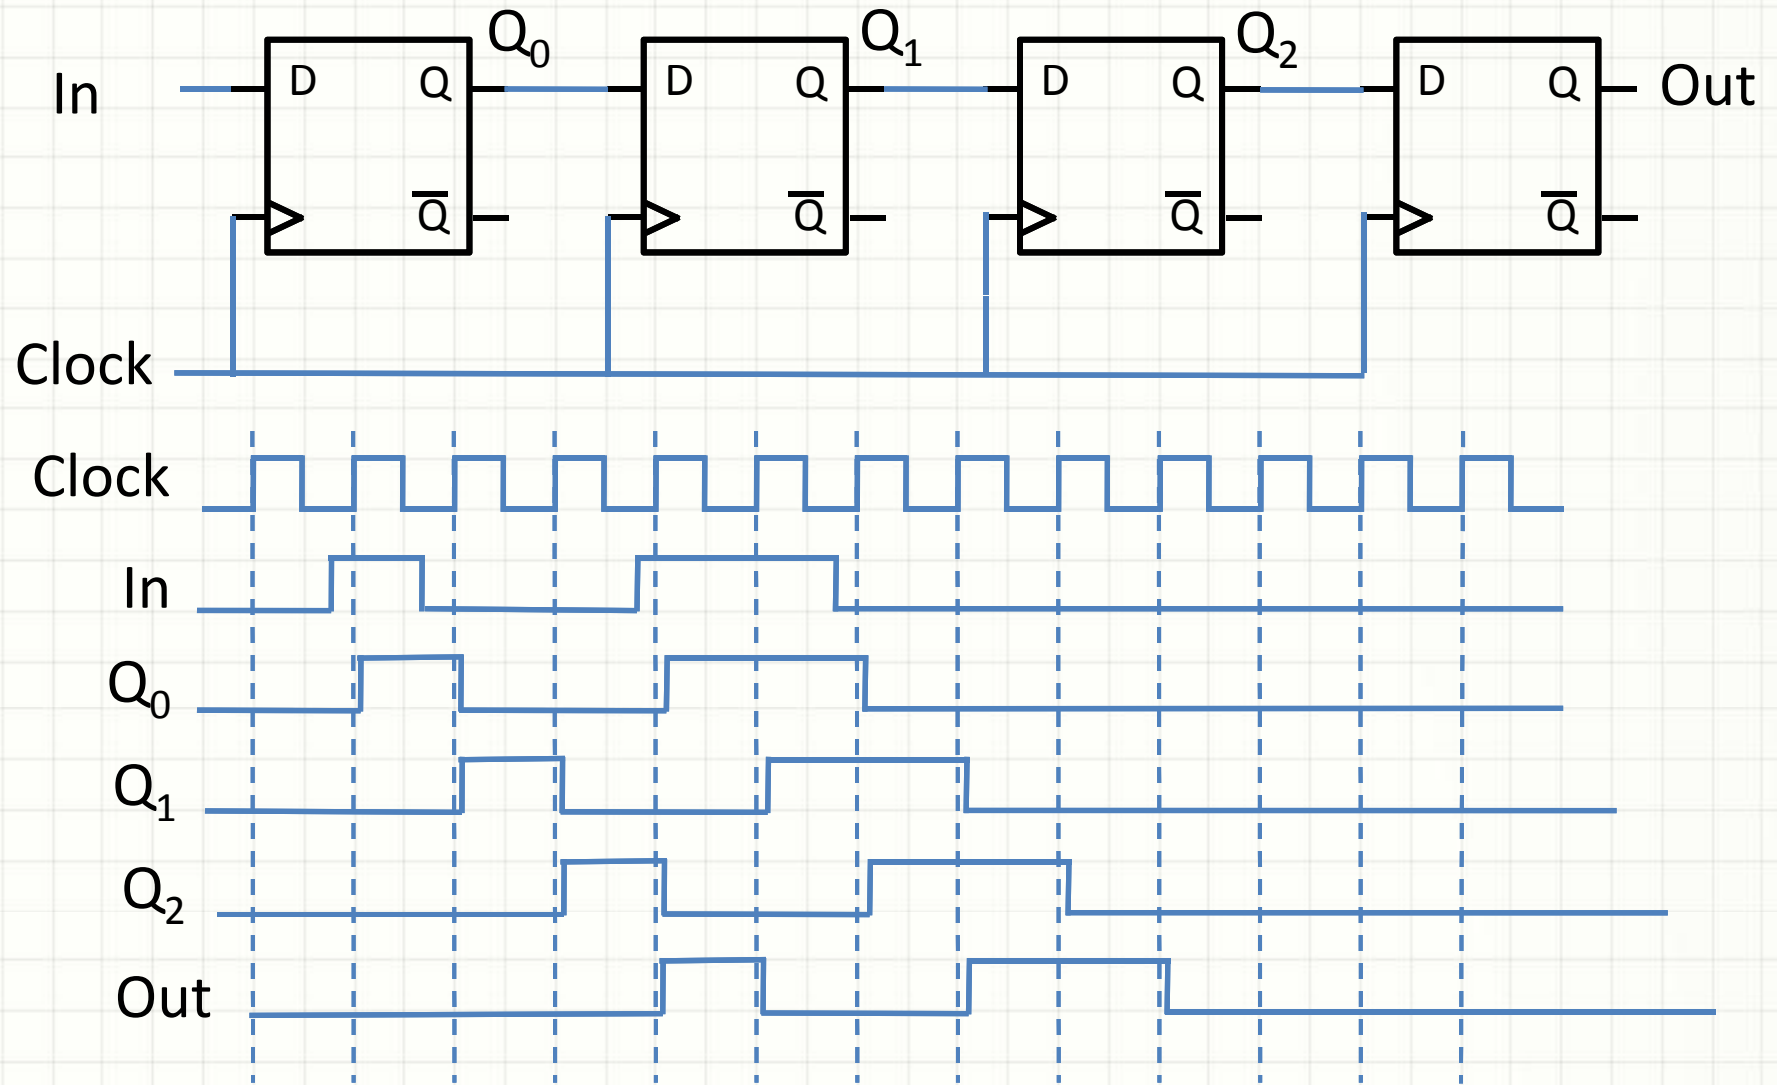 Q₀ Q₁ Q₂
In D Q D Q D Q D Q Out
Q̅ Q̅ Q̅ Q̅
Clock
Clock
In
Q₀
Q₁
Q₂
Out